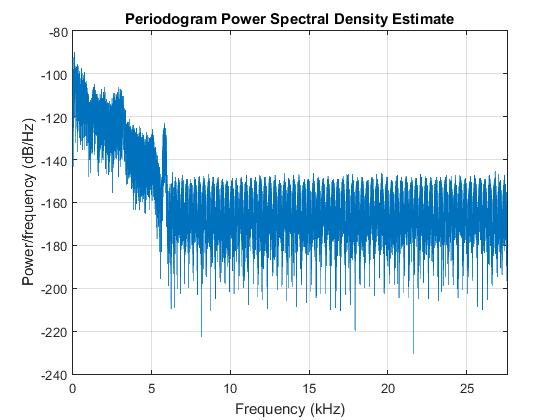 Periodogram Power Spectral Density Estimate
Power/frequency (dB/Hz)
-80
-100
-120
-140
-160
-180
-200
-220
-240
0 5 10 15 20 25
Frequency (kHz)